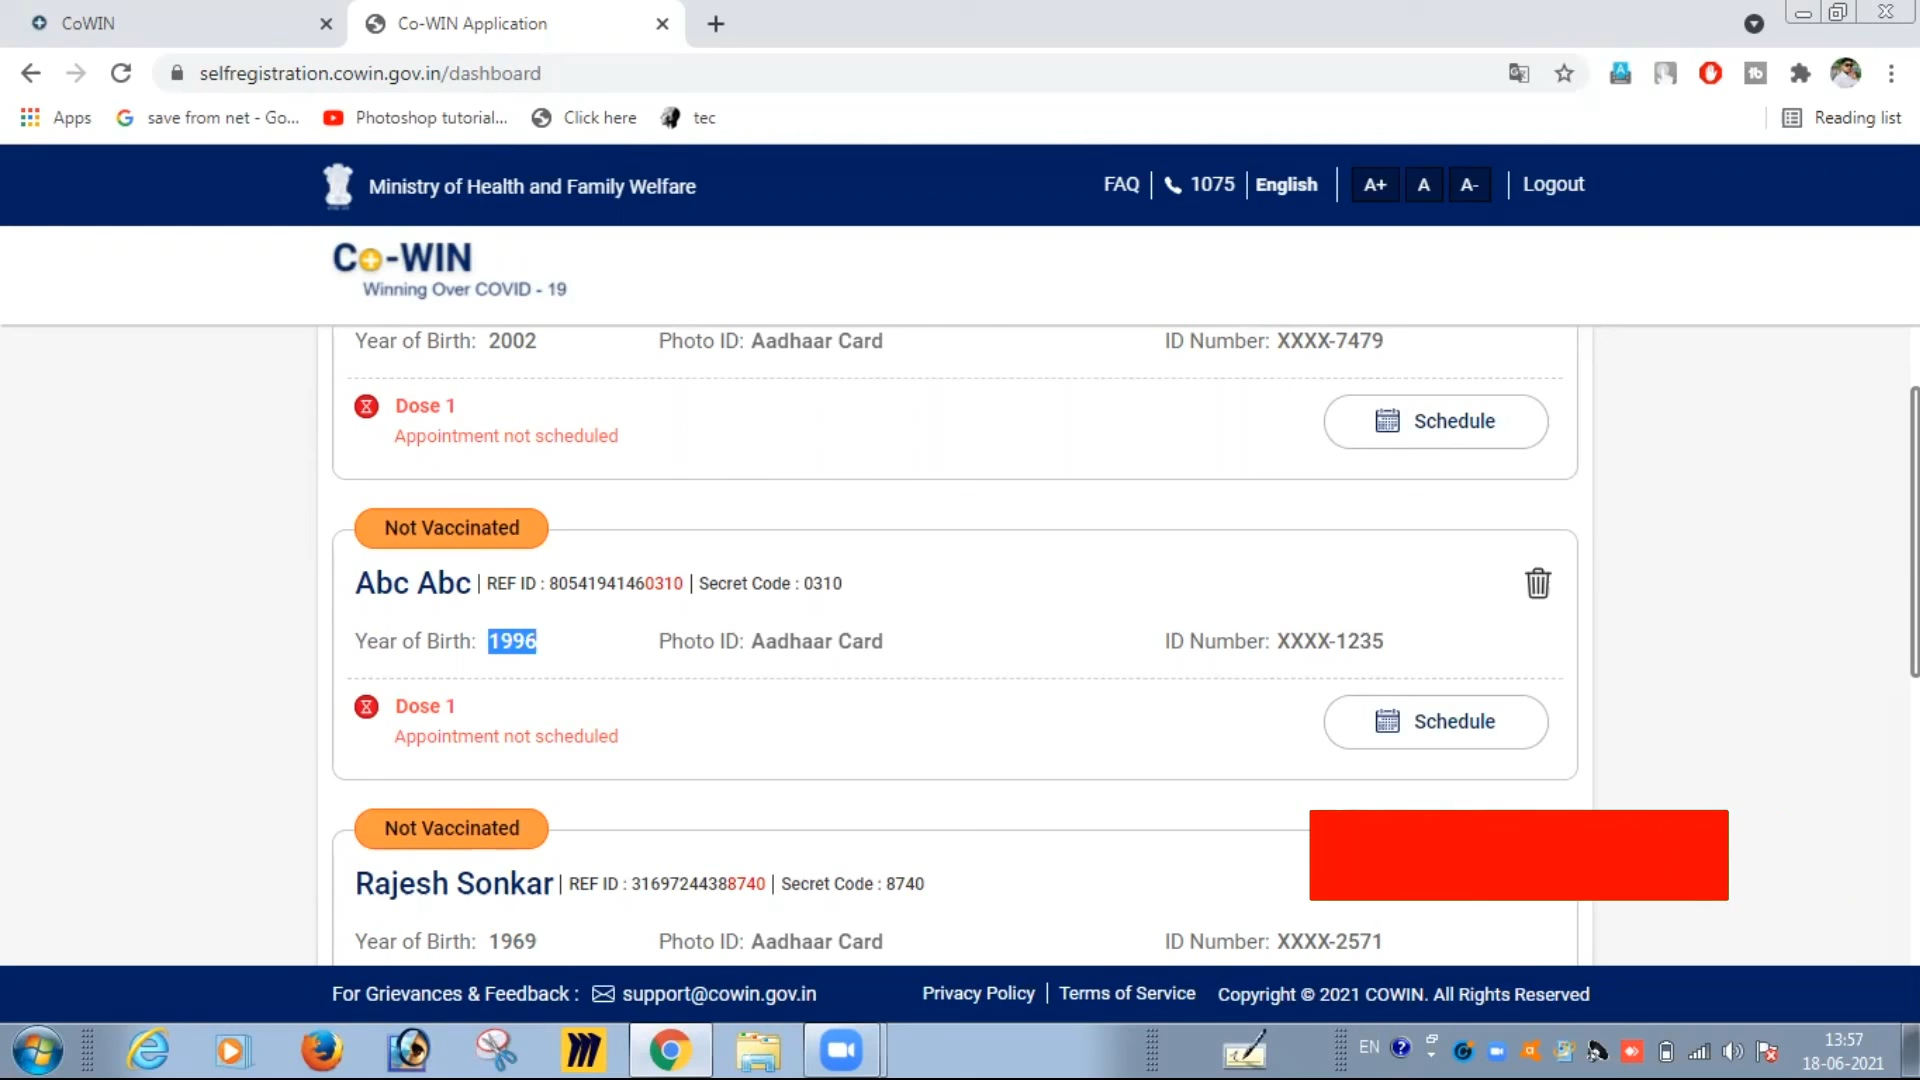 CoWIN
Co-WIN Application
selfregistration.cowin.gov.in/dashboard
Apps
save from net - Go...
Photoshop tutorial...
Click here
tec
Reading list
Ministry of Health and Family Welfare
FAQ
1075
English
A+
A
A-
Logout
Co-WIN
Winning Over COVID - 19
Year of Birth: 2002
Photo ID: Aadhaar Card
ID Number: XXXX-7479
Dose 1
Appointment not scheduled
Schedule
Not Vaccinated
Abc Abc | REF ID : 80541941460310 | Secret Code : 0310
Year of Birth: 1996
Photo ID: Aadhaar Card
ID Number: XXXX-1235
Dose 1
Appointment not scheduled
Schedule
Not Vaccinated
Rajesh Sonkar | REF ID : 31697244388740 | Secret Code : 8740
Year of Birth: 1969
Photo ID: Aadhaar Card
ID Number: XXXX-2571
For Grievances & Feedback : support@cowin.gov.in
Privacy Policy | Terms of Service
Copyright © 2021 COWIN. All Rights Reserved
EN
13:57
18-06-2021